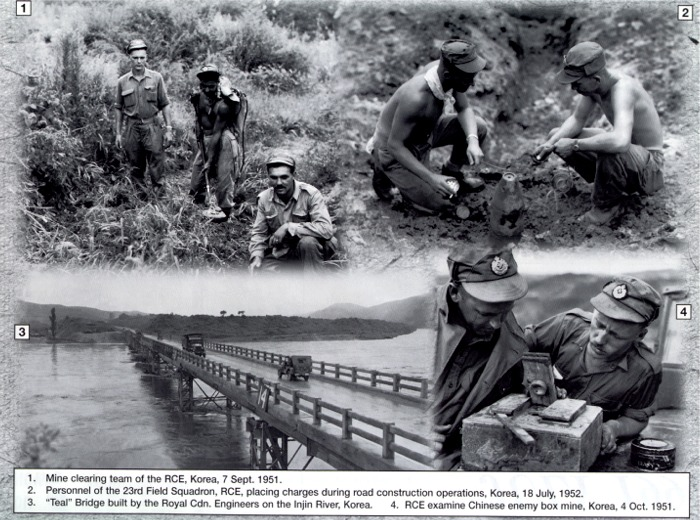 1
2
3
4
14
1. Mine clearing team of the RCE, Korea, 7 Sept. 1951.
2. Personnel of the 23rd Field Squadron, RCE, placing charges during road construction operations, Korea, 18 July, 1952.
3. "Teal" Bridge built by the Royal Cdn. Engineers on the Injin River, Korea. 4. RCE examine Chinese enemy box mine, Korea, 4 Oct. 1951.